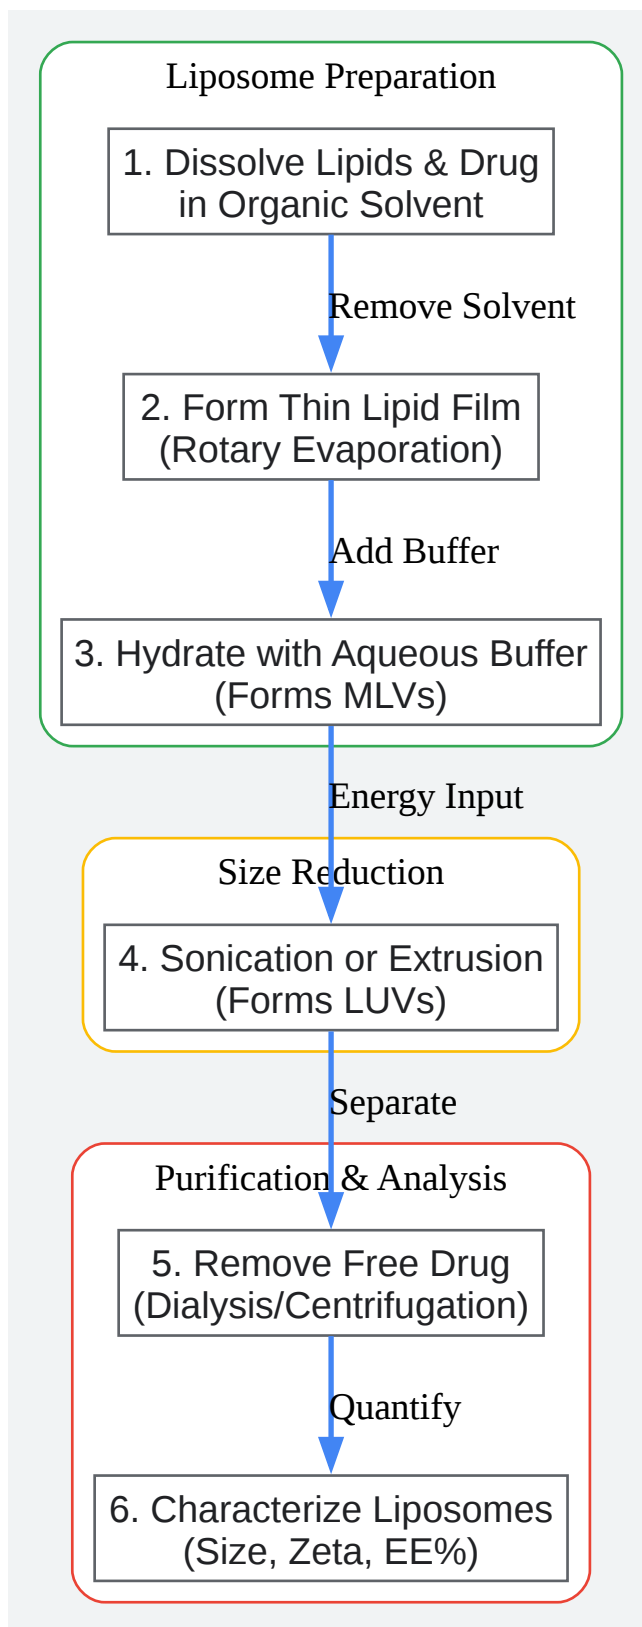 Liposome Preparation
1. Dissolve Lipids & Drug
in Organic Solvent
Remove Solvent
2. Form Thin Lipid Film
(Rotary Evaporation)
Add Buffer
3. Hydrate with Aqueous Buffer
(Forms MLVs)
Energy Input
Size Reduction
4. Sonication or Extrusion
(Forms LUVs)
Separate
Purification & Analysis
5. Remove Free Drug
(Dialysis/Centrifugation)
Quantify
6. Characterize Liposomes
(Size, Zeta, EE%)